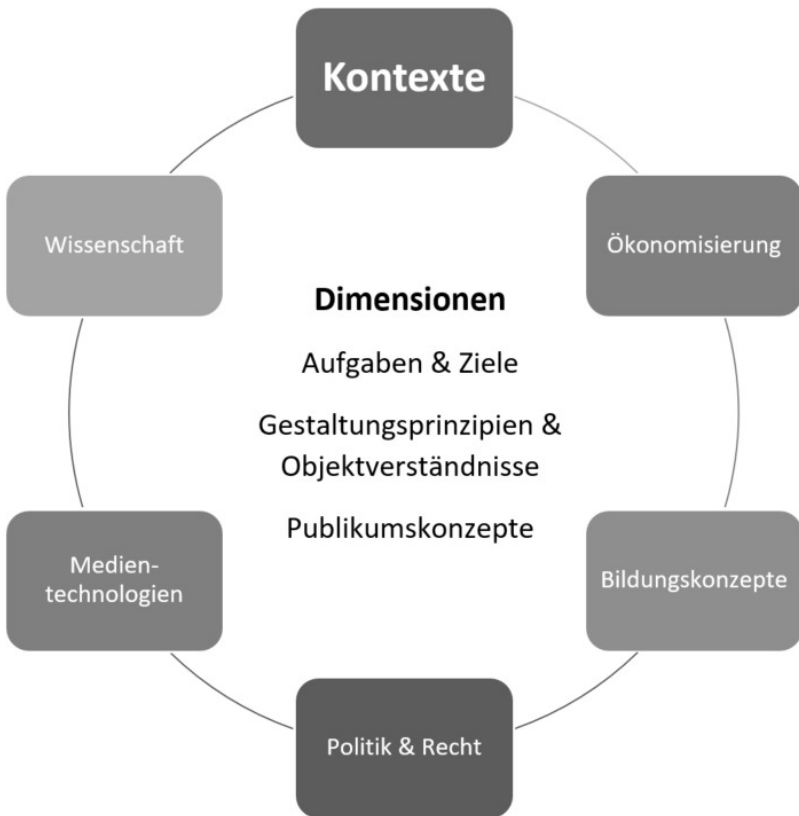 Kontexte
Wissenschaft
Ökonomisierung
Dimensionen
Aufgaben & Ziele
Gestaltungsprinzipien &
Objektverständnisse
Publikumskonzepte
Medien-
technologien
Bildungskonzepte
Politik & Recht